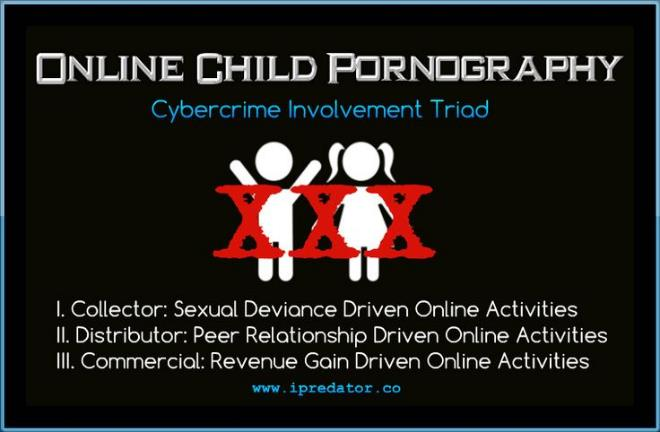 ONLINE CHILD PORNOGRAPHY
Cybercrime Involvement Triad
XXX
I. Collector: Sexual Deviance Driven Online Activities
II. Distributor: Peer Relationship Driven Online Activities
III. Commercial: Revenue Gain Driven Online Activities
www.ipredator.co